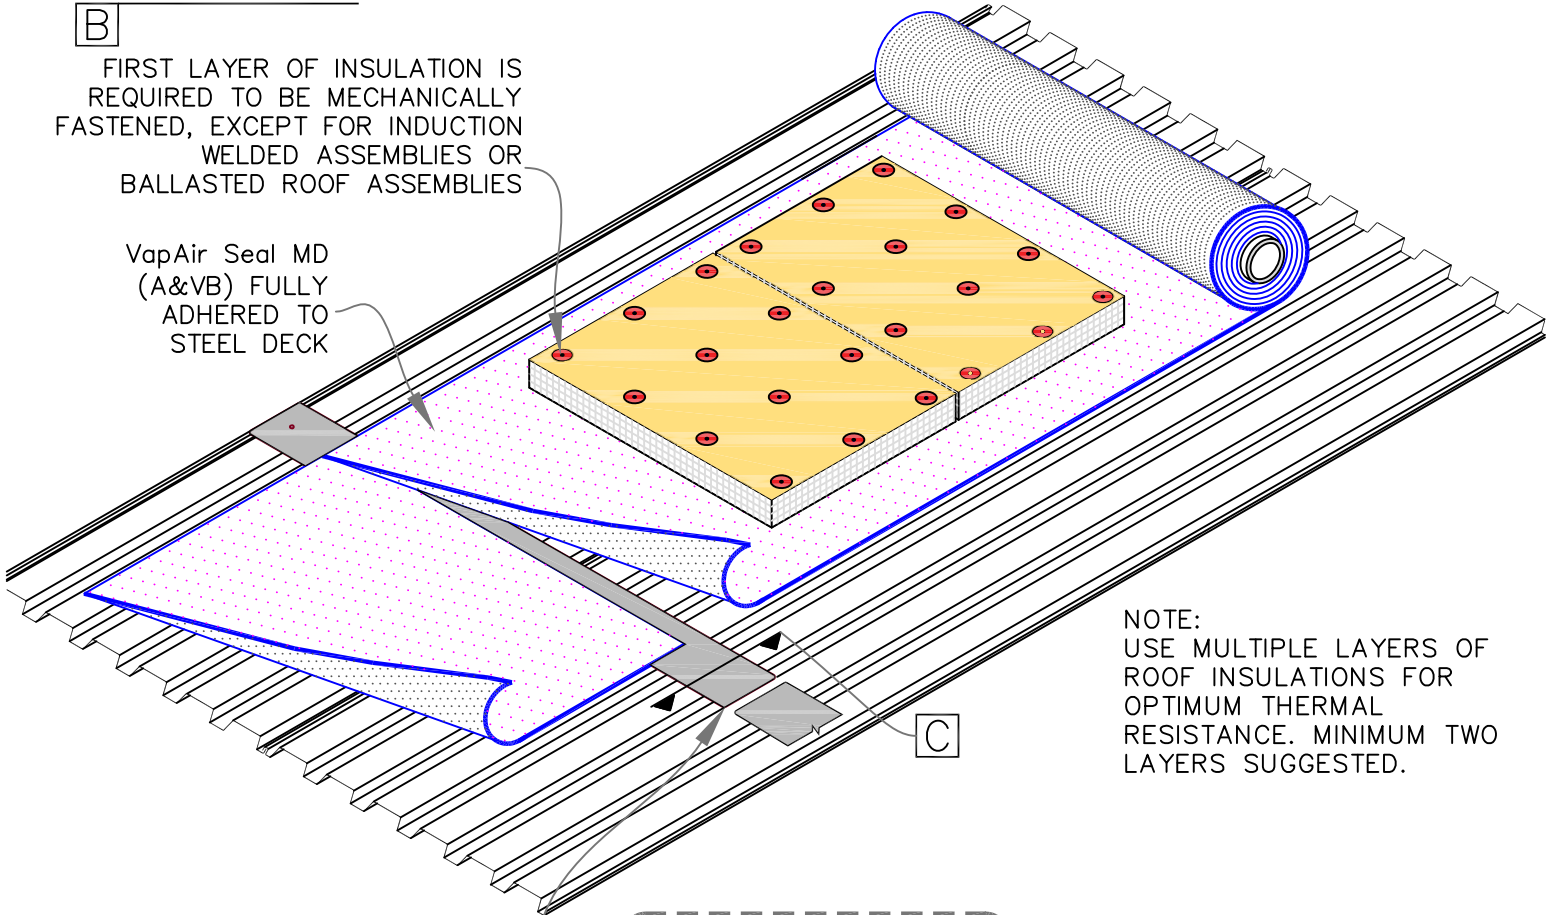 B
FIRST LAYER OF INSULATION IS
REQUIRED TO BE MECHANICALLY
FASTENED, EXCEPT FOR INDUCTION
WELDED ASSEMBLIES OR
BALLASTED ROOF ASSEMBLIES
VapAir Seal MD
(A&VB) FULLY
ADHERED TO
STEEL DECK
C
NOTE:
USE MULTIPLE LAYERS OF
ROOF INSULATIONS FOR
OPTIMUM THERMAL
RESISTANCE. MINIMUM TWO
LAYERS SUGGESTED.